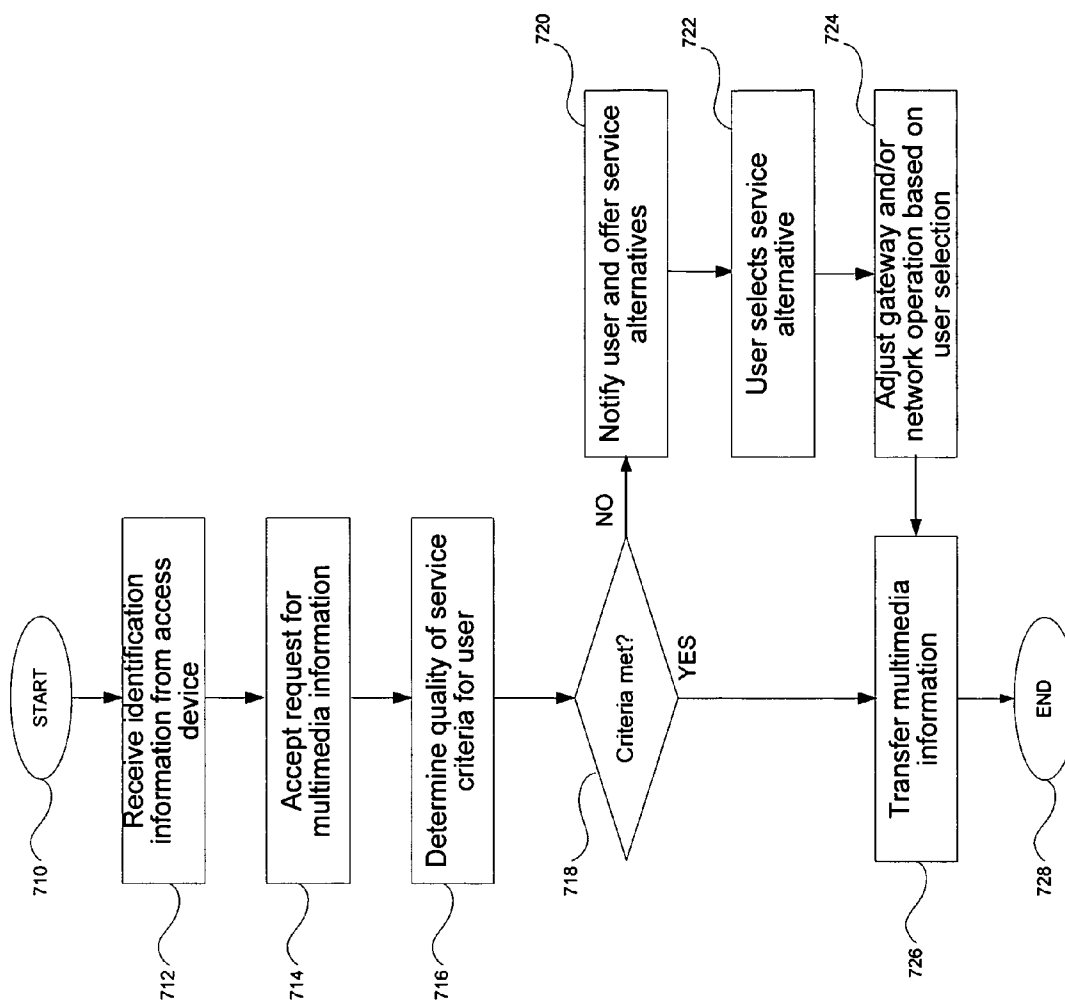 START
710
Receive identification
information from access
device
712
Accept request for
multimedia information
714
Determine quality of service
criteria for user
716
Criteria met?
718
NO
YES
Notify user and offer service
alternatives
720
User selects service
alternative
722
Adjust gateway and/or
network operation based on
user selection
724
Transfer multimedia
information
726
END
728